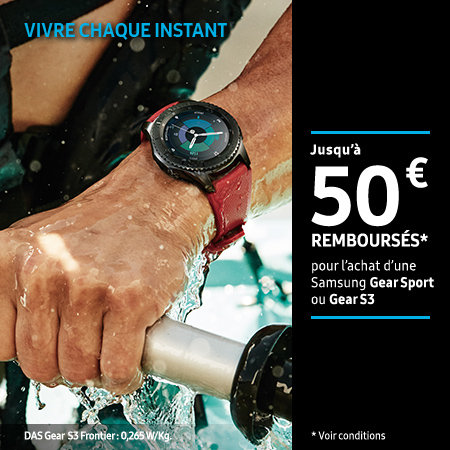 VIVRE CHAQUE INSTANT
Jusqu'à
50€
REMBOURSÉS*
pour l'achat d'une
Samsung Gear Sport
ou Gear S3
DAS Gear S3 Frontier : 0,265 W/Kg.
* Voir conditions